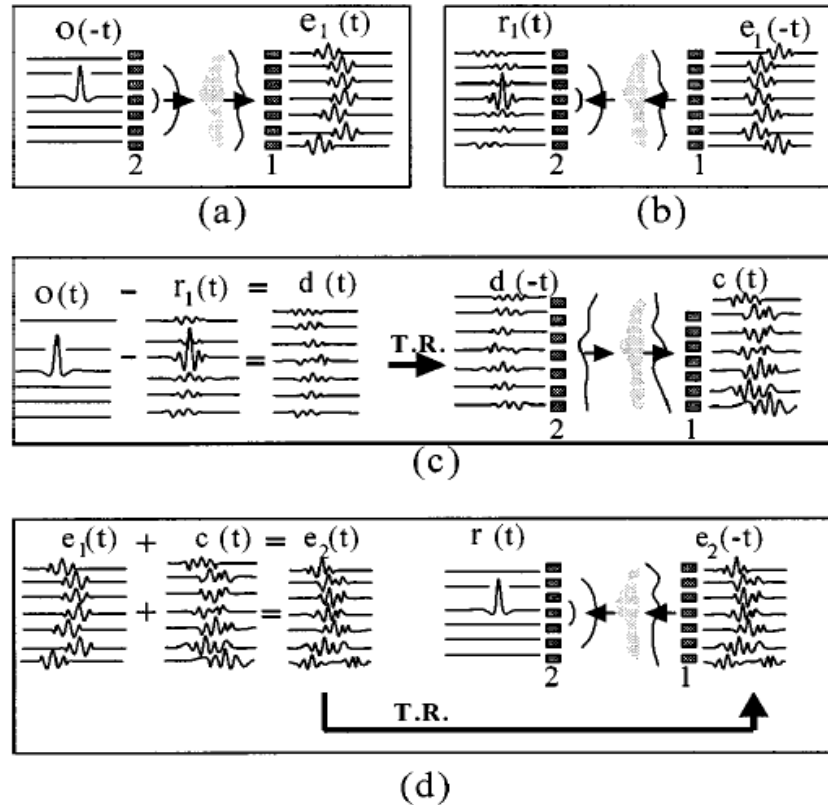 o(-t) e₁(t)
2 1
(a)
r₁(t) e₁(-t)
2 1
(b)
o(t) - r₁(t) = d (t) d (-t) c (t)
- = T.R.
2 1
(c)
e₁(t) + c (t) = e₂(t) r (t) e₂(-t)
+ =
2 1
T.R.
(d)